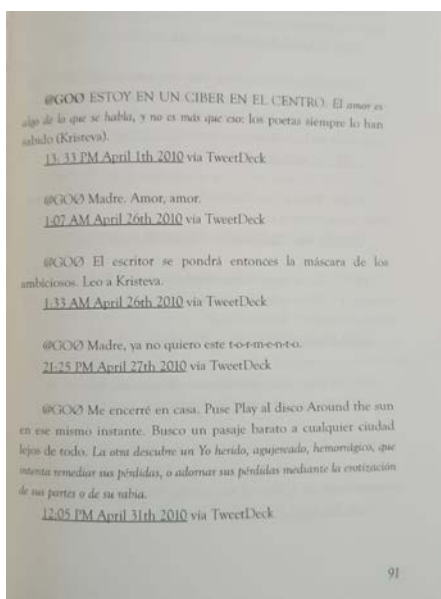 @GOO ESTOY EN UN CIBER EN EL CENTRO. El amor es
algo de lo que se habla, y no es más que eso: los poetas siempre lo han
sabido (Kristeva).
13: 33 PM April 1th 2010 via TweetDeck
@GOO Madre. Amor, amor.
1:07 AM April 26th 2010 via TweetDeck
@GOO El escritor se pondrá entonces la máscara de los
ambiciosos. Leo a Kristeva.
1:33 AM April 26th 2010 via TweetDeck
@GOO Madre, ya no quiero este t-o-r-m-e-n-t-o.
21:25 PM April 27th 2010 via TweetDeck
@GOO Me encerré en casa. Puse Play al disco Around the sun
en ese mismo instante. Busco un pasaje barato a cualquier ciudad
lejos de todo. La otra descubre un Yo herido, agujereado, hemorrágico, que
intenta remediar sus pérdidas, o adornar sus pérdidas mediante la erotización
de sus partes o de su rabia.
12:05 PM April 31th 2010 via TweetDeck
91